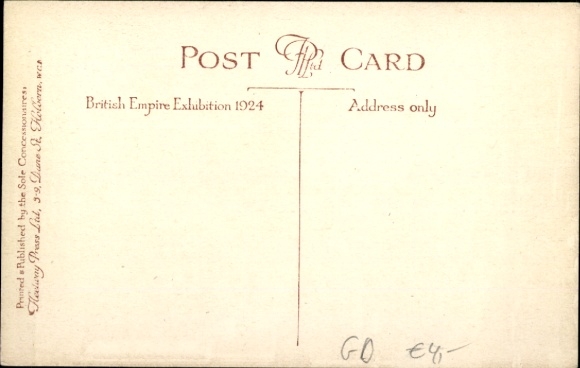 POST FPLtd CARD
British Empire Exhibition 1924
Address only
Printed & Published by the Sole Concessionaires,
Fleetway Press Ltd, 3-9, Dane St, Holborn. W.C.1
GD €4,-